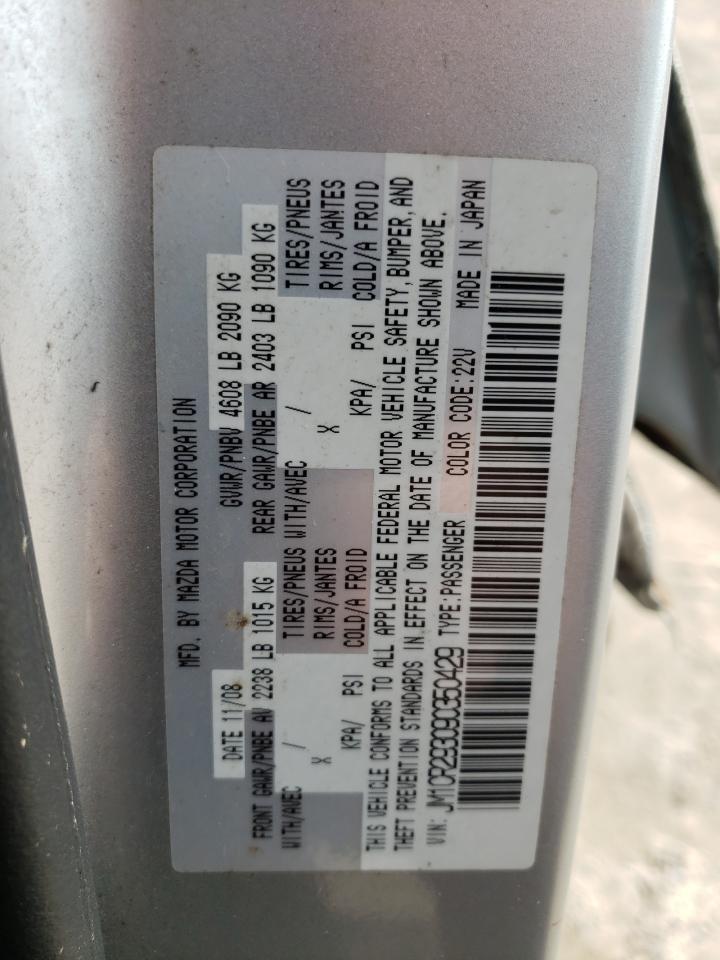 MFD. BY MAZDA MOTOR CORPORATION
DATE 11/08 GVWR/PNBV 4608 LB 2090 KG
FRONT GAWR/PNBE AV 2238 LB 1015 KG REAR GAWR/PNBE AR 2403 LB 1090 KG
WITH/AVEC / TIRES/PNEUS WITH/AVEC / TIRES/PNEUS
X RIMS/JANTES X RIMS/JANTES
KPA/ PSI COLD/A FROID KPA/ PSI COLD/A FROID
THIS VEHICLE CONFORMS TO ALL APPLICABLE FEDERAL MOTOR VEHICLE SAFETY, BUMPER, AND
THEFT PREVENTION STANDARDS IN EFFECT ON THE DATE OF MANUFACTURE SHOWN ABOVE.
VIN: JM1CR293090350429 TYPE:PASSENGER COLOR CODE:22V MADE IN JAPAN